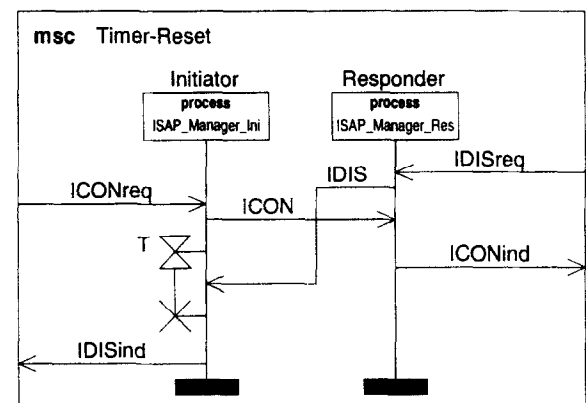 msc Timer-Reset
Initiator
Responder
process
ISAP_Manager_Ini
process
ISAP_Manager_Res
IDISreq
IDIS
ICONreq
ICON
T
ICONind
IDISind